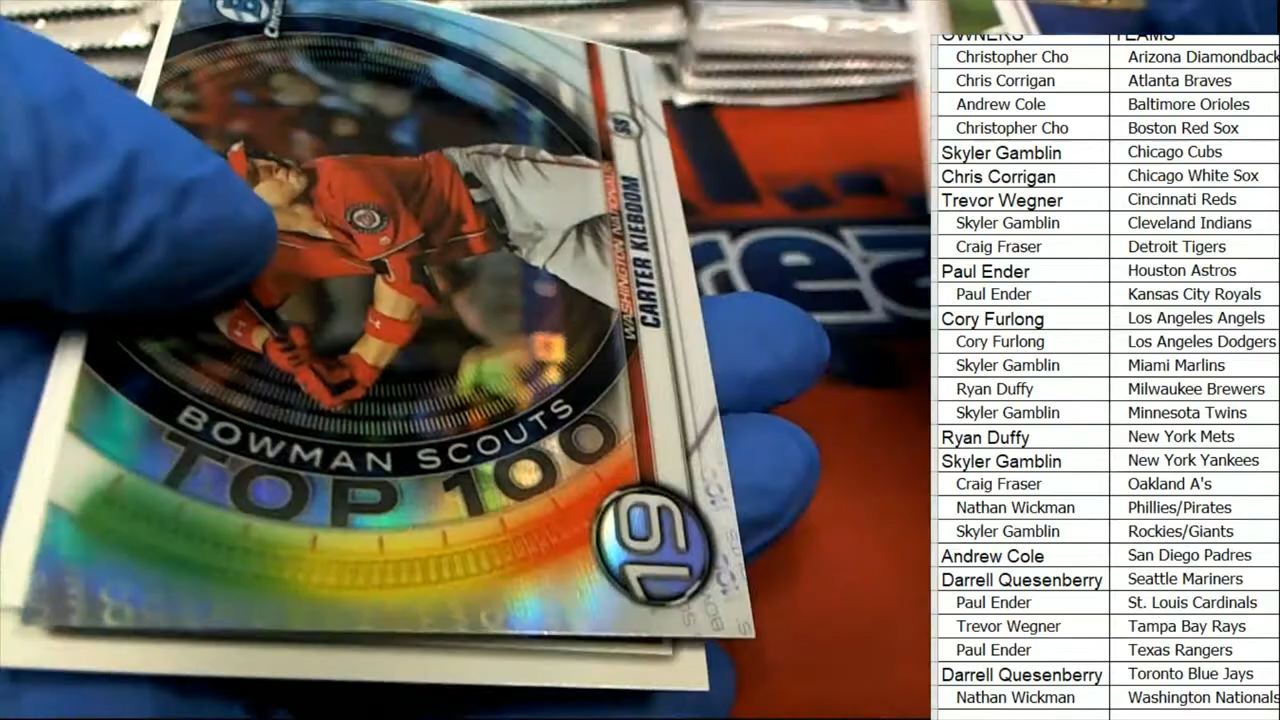 WASHINGTON NATIONALS
CARTER KIEBOOM
SS
BOWMAN SCOUTS
TOP 100
19
OWNERS TEAMS
Christopher Cho Arizona Diamondback
Chris Corrigan Atlanta Braves
Andrew Cole Baltimore Orioles
Christopher Cho Boston Red Sox
Skyler Gamblin Chicago Cubs
Chris Corrigan Chicago White Sox
Trevor Wegner Cincinnati Reds
Skyler Gamblin Cleveland Indians
Craig Fraser Detroit Tigers
Paul Ender Houston Astros
Paul Ender Kansas City Royals
Cory Furlong Los Angeles Angels
Cory Furlong Los Angeles Dodgers
Skyler Gamblin Miami Marlins
Ryan Duffy Milwaukee Brewers
Skyler Gamblin Minnesota Twins
Ryan Duffy New York Mets
Skyler Gamblin New York Yankees
Craig Fraser Oakland A's
Nathan Wickman Phillies/Pirates
Skyler Gamblin Rockies/Giants
Andrew Cole San Diego Padres
Darrell Quesenberry Seattle Mariners
Paul Ender St. Louis Cardinals
Trevor Wegner Tampa Bay Rays
Paul Ender Texas Rangers
Darrell Quesenberry Toronto Blue Jays
Nathan Wickman Washington Nationals